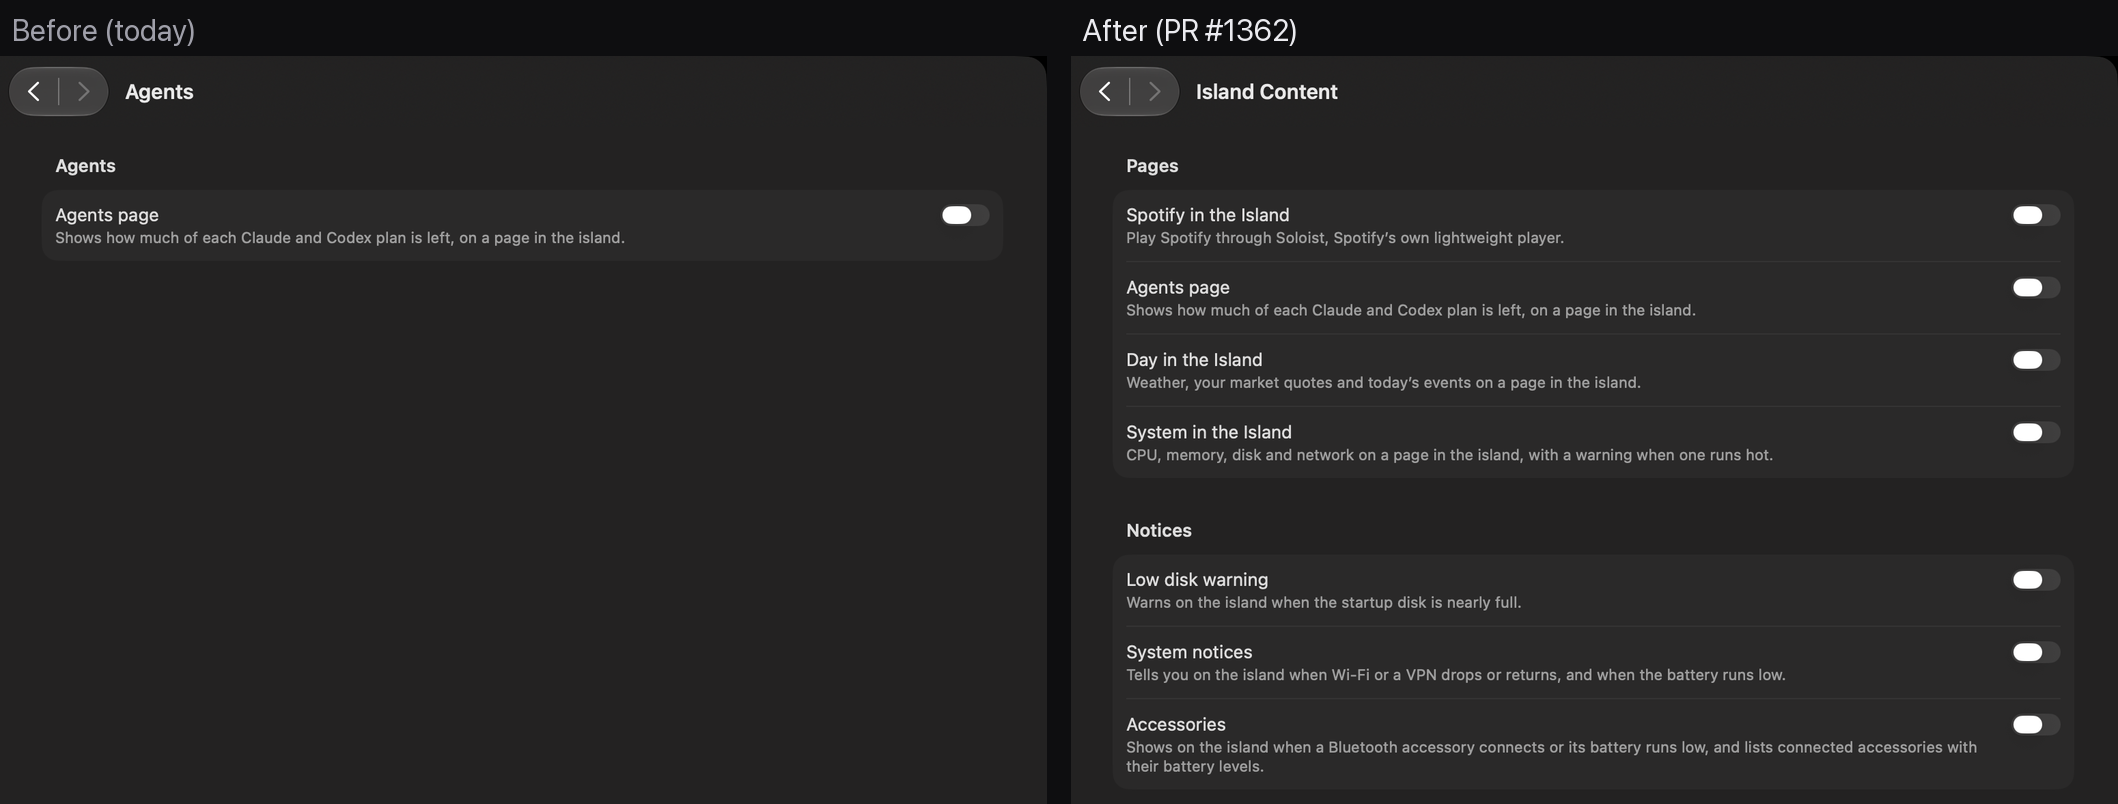 Before (today)
Agents
Agents
Agents page
Shows how much of each Claude and Codex plan is left, on a page in the island.
After (PR #1362)
Island Content
Pages
Spotify in the Island
Play Spotify through Soloist, Spotify’s own lightweight player.
Agents page
Shows how much of each Claude and Codex plan is left, on a page in the island.
Day in the Island
Weather, your market quotes and today’s events on a page in the island.
System in the Island
CPU, memory, disk and network on a page in the island, with a warning when one runs hot.
Notices
Low disk warning
Warns on the island when the startup disk is nearly full.
System notices
Tells you on the island when Wi-Fi or a VPN drops or returns, and when the battery runs low.
Accessories
Shows on the island when a Bluetooth accessory connects or its battery runs low, and lists connected accessories with
their battery levels.